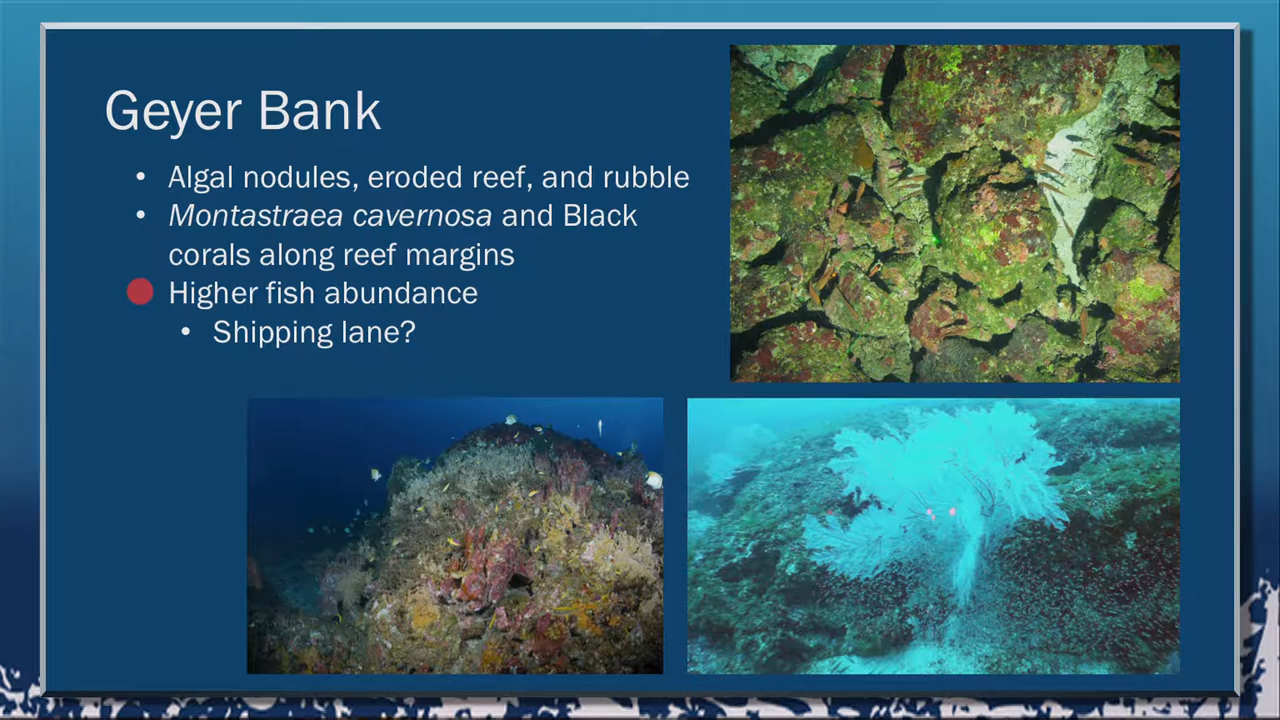 Geyer Bank
• Algal nodules, eroded reef, and rubble
• Montastraea cavernosa and Black
corals along reef margins
Higher fish abundance
• Shipping lane?